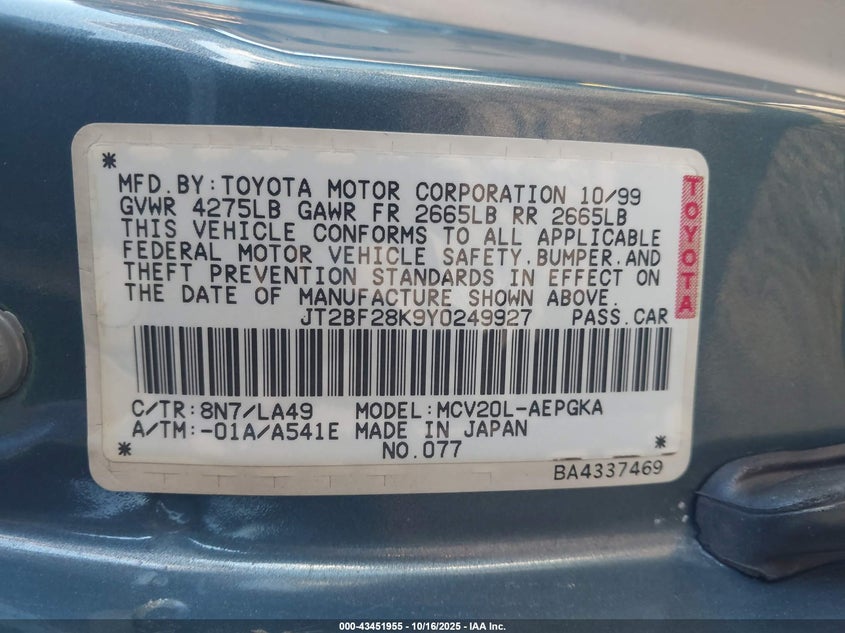 *
MFD.BY:TOYOTA MOTOR CORPORATION 10/99
GVWR 4275LB GAWR FR 2665LB RR 2665LB
THIS VEHICLE CONFORMS TO ALL APPLICABLE
FEDERAL MOTOR VEHICLE SAFETY,BUMPER,AND
THEFT PREVENTION STANDARDS IN EFFECT ON
THE DATE OF MANUFACTURE SHOWN ABOVE.
JT2BF28K9Y0249927 PASS.CAR
TOYOTA
C/TR:8N7/LA49 MODEL:MCV20L-AEPGKA
A/TM:-01A/A541E MADE IN JAPAN
* NO.077 *
BA4337469
000-43451955 | 10/16/2025 | IAA Inc.